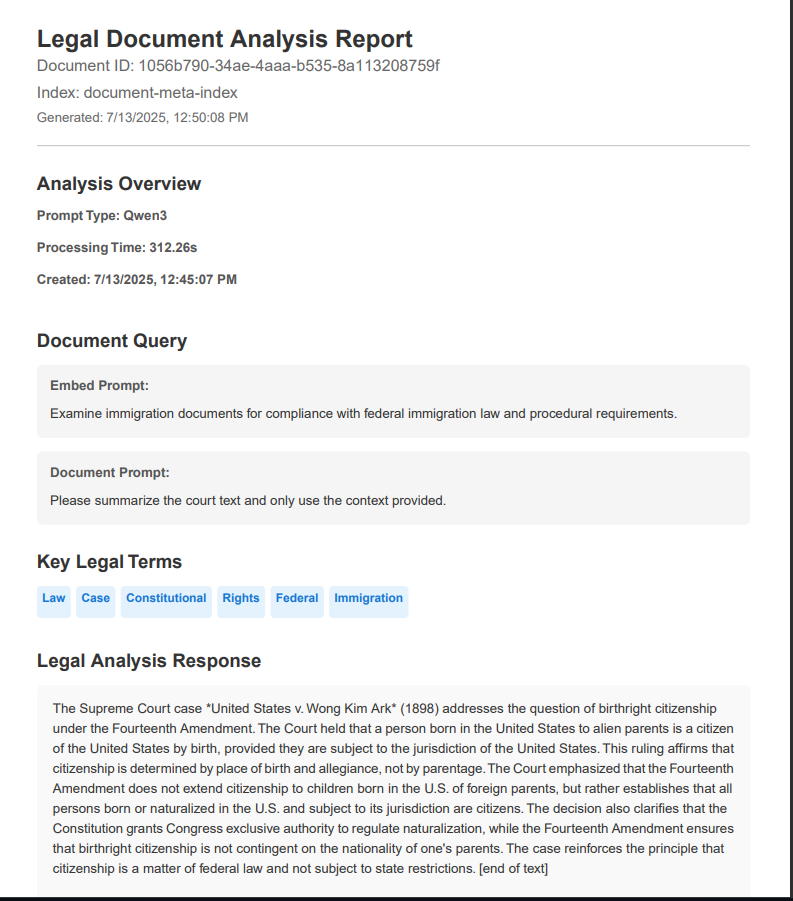 Legal Document Analysis Report
Document ID: 1056b790-34ae-4aaa-b535-8a113208759f
Index: document-meta-index
Generated: 7/13/2025, 12:50:08 PM
Analysis Overview
Prompt Type: Qwen3
Processing Time: 312.26s
Created: 7/13/2025, 12:45:07 PM
Document Query
Embed Prompt:
Examine immigration documents for compliance with federal immigration law and procedural requirements.
Document Prompt:
Please summarize the court text and only use the context provided.
Key Legal Terms
Law Case Constitutional Rights Federal Immigration
Legal Analysis Response
The Supreme Court case *United States v. Wong Kim Ark* (1898) addresses the question of birthright citizenship
under the Fourteenth Amendment. The Court held that a person born in the United States to alien parents is a citizen
of the United States by birth, provided they are subject to the jurisdiction of the United States. This ruling affirms that
citizenship is determined by place of birth and allegiance, not by parentage. The Court emphasized that the Fourteenth
Amendment does not extend citizenship to children born in the U.S. of foreign parents, but rather establishes that all
persons born or naturalized in the U.S. and subject to its jurisdiction are citizens. The decision also clarifies that the
Constitution grants Congress exclusive authority to regulate naturalization, while the Fourteenth Amendment ensures
that birthright citizenship is not contingent on the nationality of one's parents. The case reinforces the principle that
citizenship is a matter of federal law and not subject to state restrictions. [end of text]